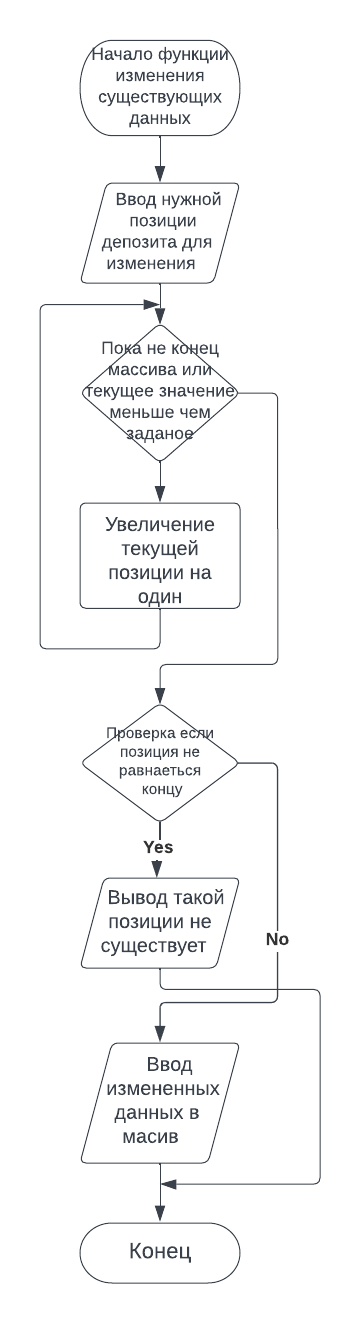 Начало функции
изменения
существующих
данных
Ввод нужной
позиции
депозита для
изменения
Пока не конец
массива или
текущее значение
меньше чем
заданое
Увеличение
текущей
позиции на
один
Проверка если
позиция не
равнаеться
концу
Yes
Вывод такой
позиции не
существует
No
Ввод
измененных
данных в
масив
Конец